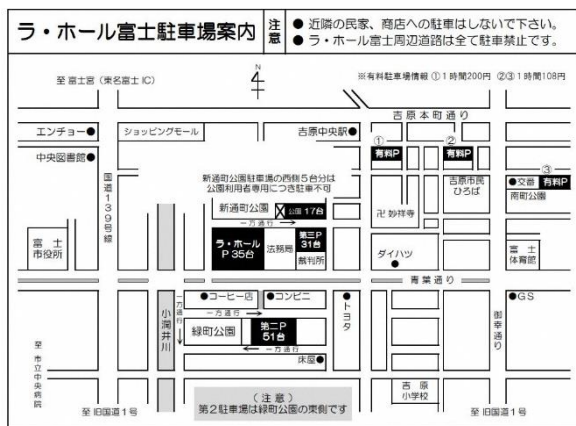 ラ・ホール富士駐車場案内
注意
● 近隣の民家、商店への駐車はしないで下さい。
● ラ・ホール富士周辺道路は全て駐車禁止です。
至 富士宮（東名富士IC）
N
※有料駐車場情報 ①1時間200円 ②③1時間108円
吉原本町通り
エンチョー●
ショッピングモール
吉原中央駅●
①
有料P
②
有料P
③
中央図書館●
国道139号線
新通町公園駐車場の西側5台分は
公園利用者専用につき駐車不可
吉原市民
ひろば
●交番
有料P
南町公園
新通町公園
公園 17台
一方通行
卍 妙祥寺
富士
市役所
ラ・ホール
P 35台
法務局
第三P
31台
裁判所
ダイハツ
●
富士
体育館
青葉通り
小潤井川
一方通行
●コーヒー店
●コンビニ
一方通行
●トヨタ
●GS
御幸通り
緑町公園
第二P
51台
一方通行
床屋●
至 市立中央病院
（注意）
第2駐車場は緑町公園の東側です
吉原
小学校
至 旧国道1号
至 旧国道1号